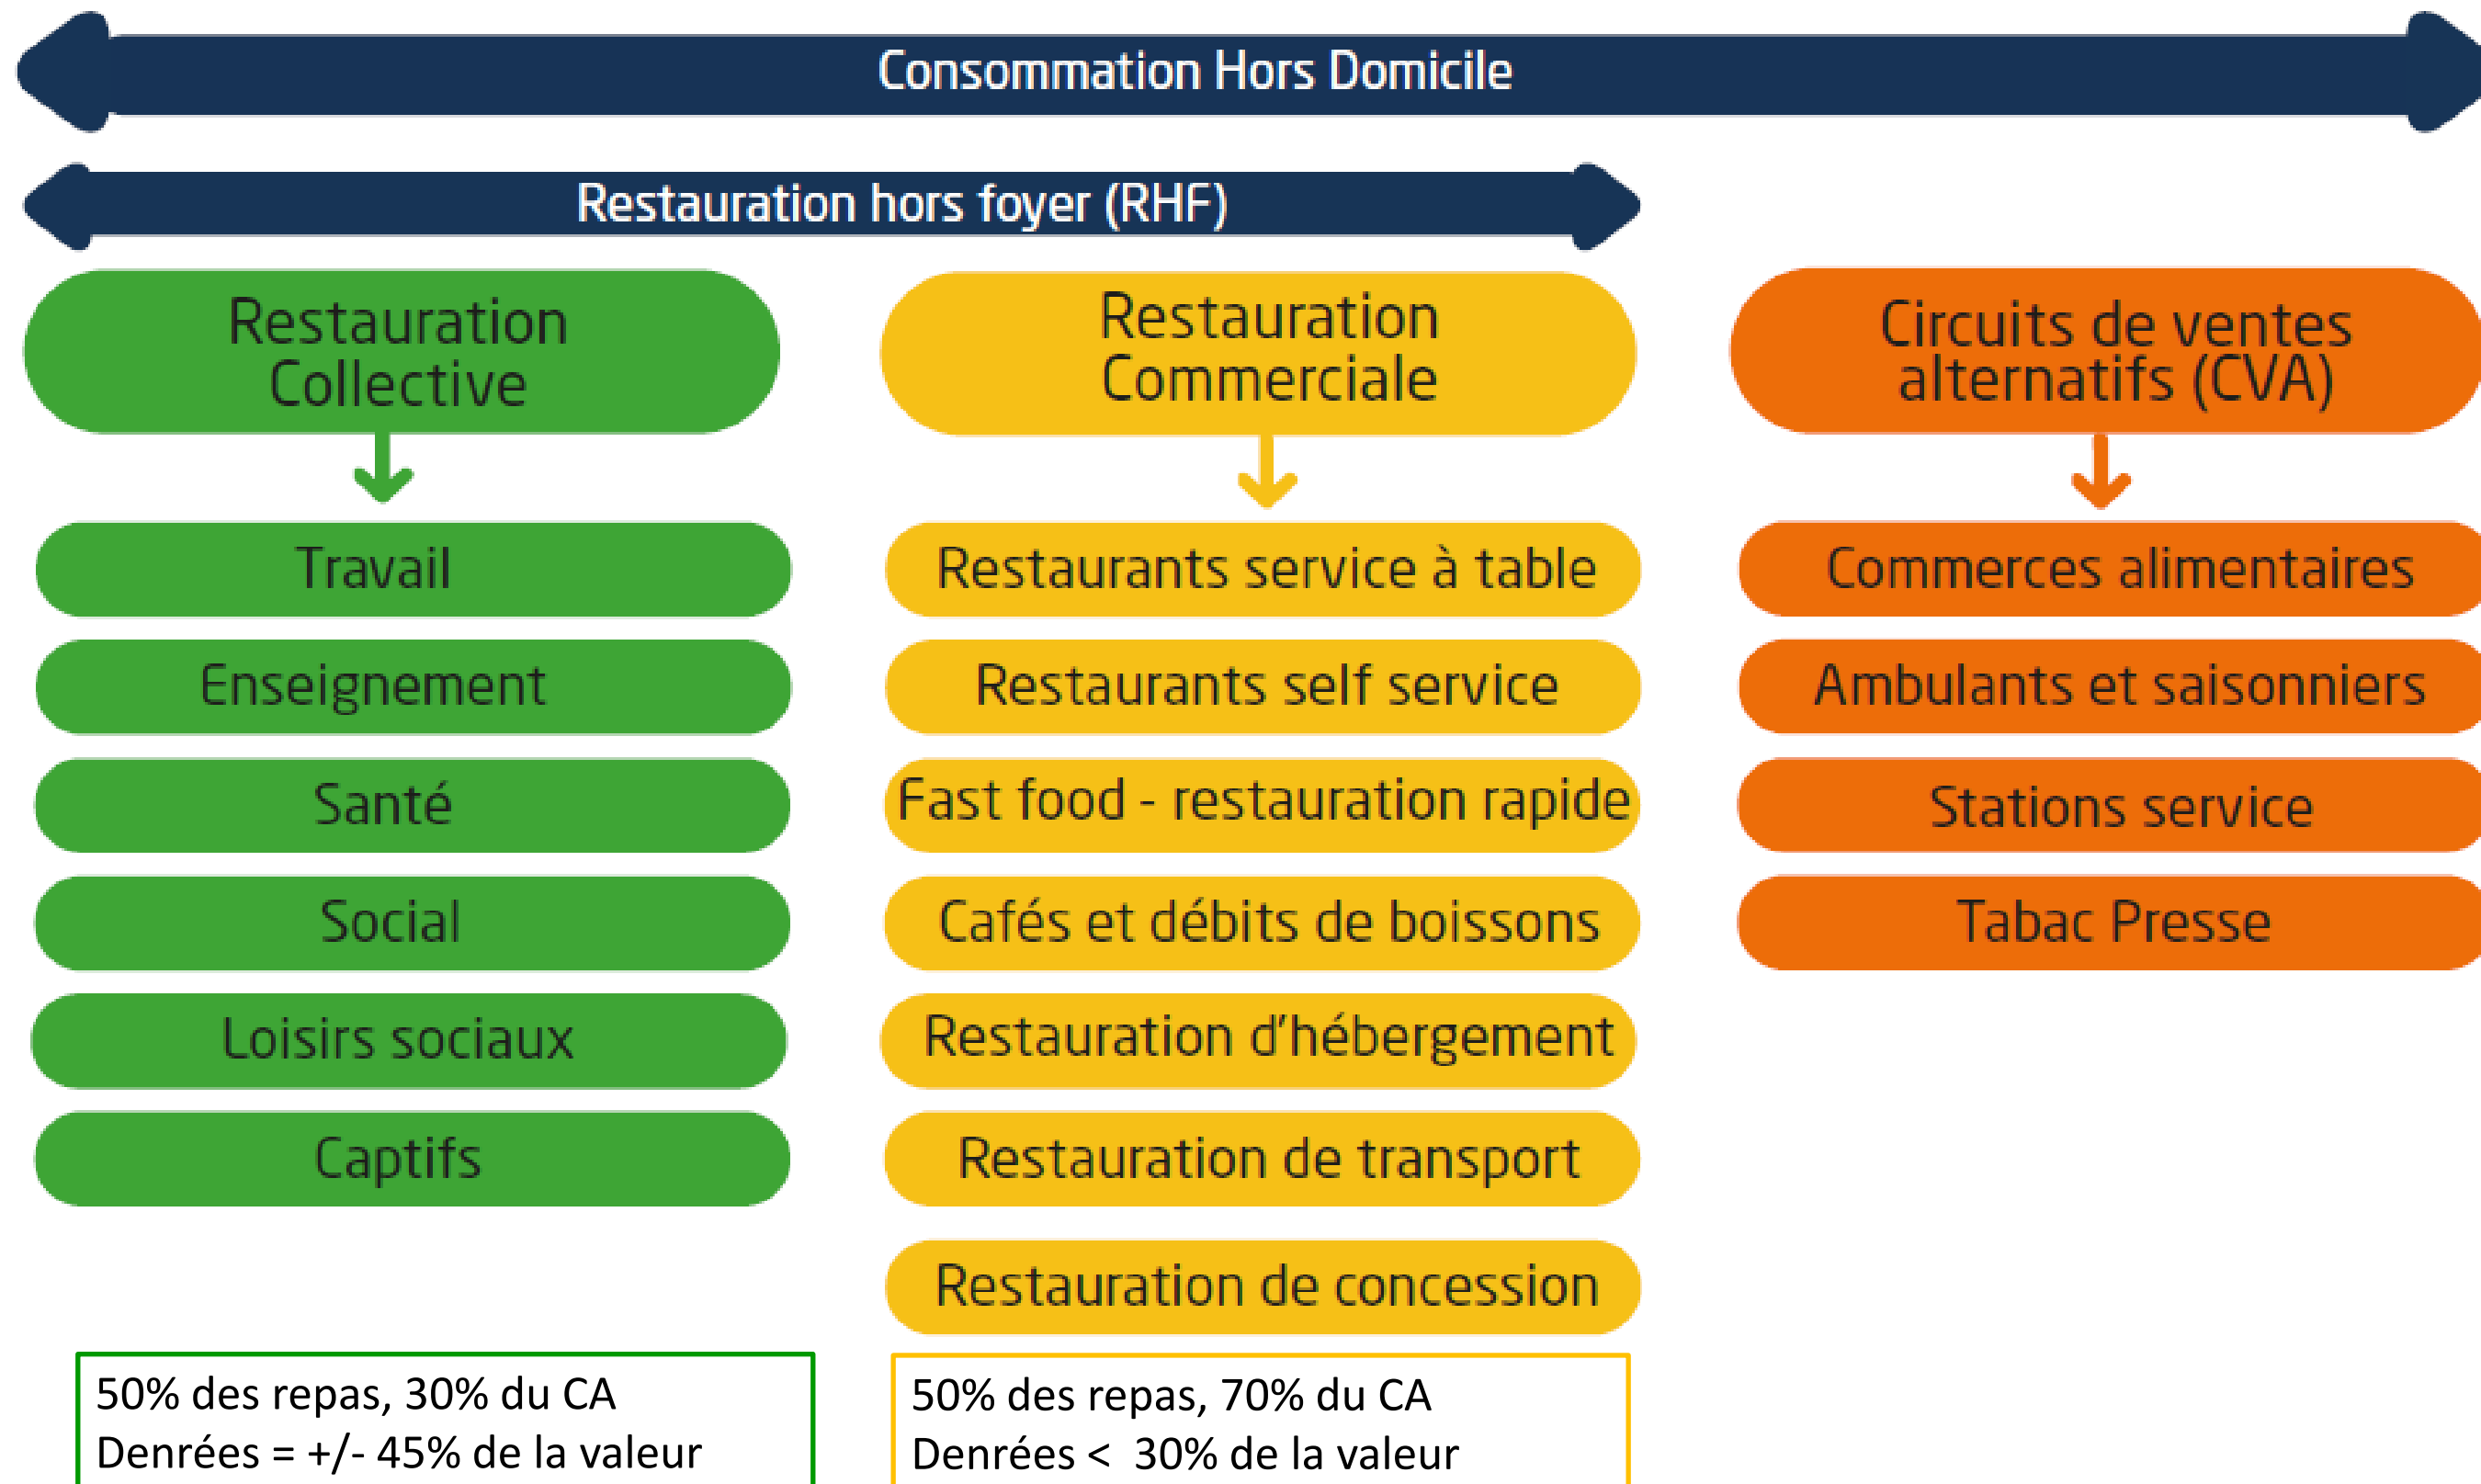 Consommation Hors Domicile
Restauration hors foyer (RHF)
Restauration
Collective
Travail
Enseignement
Santé
Social
Loisirs sociaux
Captifs
50% des repas, 30% du CA
Denrées = +/- 45% de la valeur
Restauration
Commerciale
Restaurants service à table
Restaurants self service
Fast food - restauration rapide
Cafés et débits de boissons
Restauration d'hébergement
Restauration de transport
Restauration de concession
50% des repas, 70% du CA
Denrées <  30% de la valeur
Circuits de ventes
alternatifs (CVA)
Commerces alimentaires
Ambulants et saisonniers
Stations service
Tabac Presse